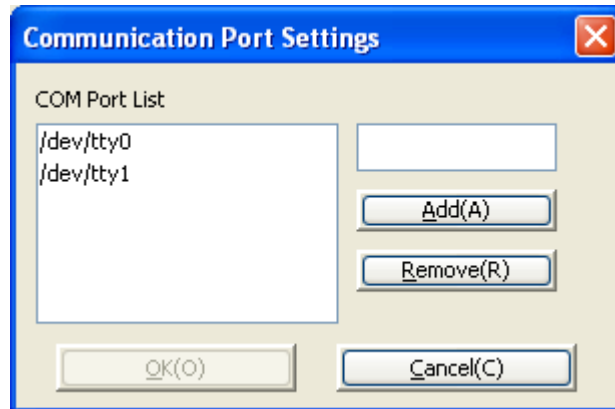 Communication Port Settings
COM Port List
/dev/tty0
/dev/tty1
Add(A)
Remove(R)
OK(O)
Cancel(C)